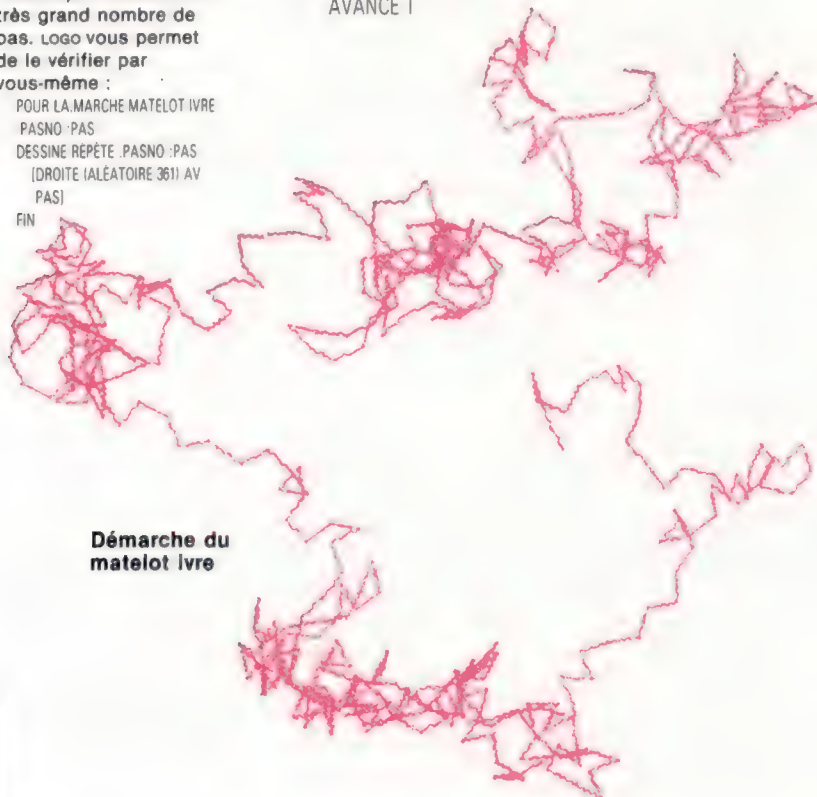 très grand nombre de
pas. LOGO vous permet
de le vérifier par
vous-même :
POUR LA.MARCHE MATELOT IVRE
PASNO :PAS
DESSINE RÉPÈTE :PASNO :PAS
[DROITE (ALÉATOIRE 361) AV
PAS]
FIN
AVANCE 1
Démarche du
matelot ivre